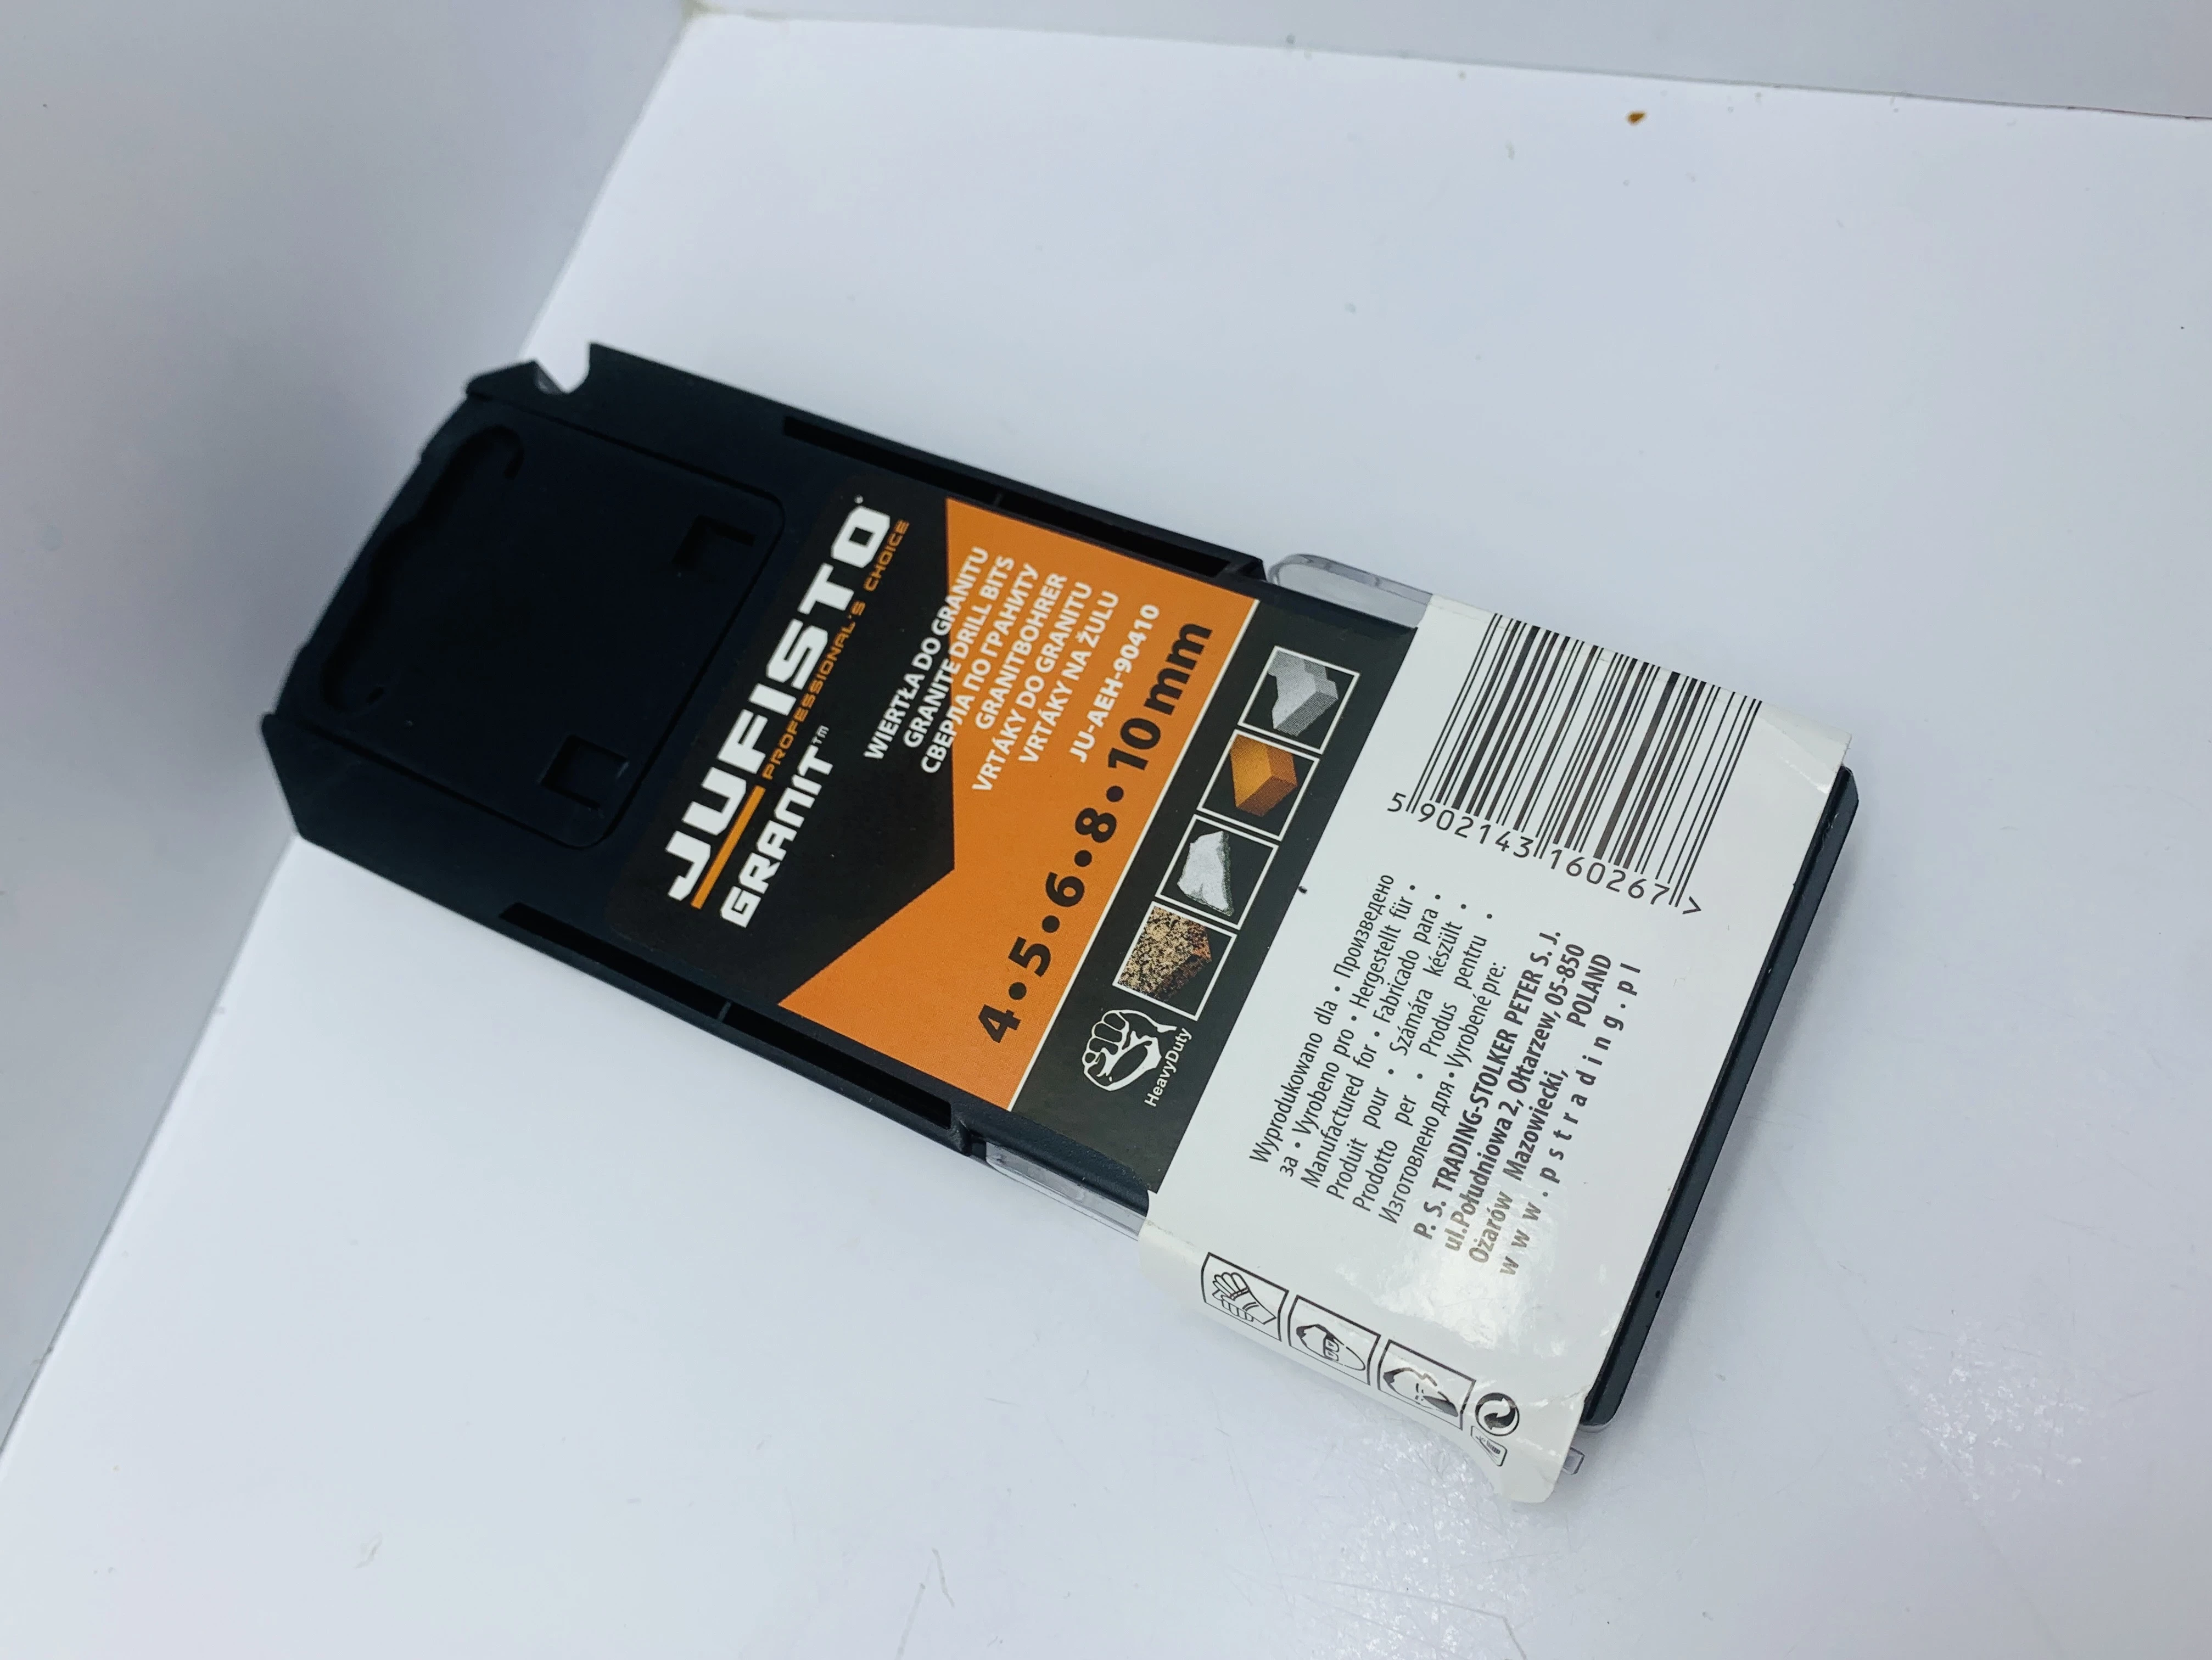 JUFISTO
PROFESSIONAL'S CHOICE
GRANIT™
WIERTŁA DO GRANITU
GRANITE DRILL BITS
СВЕРЛА ПО ГРАНИТУ
GRANITBOHRER
VRTÁKY DO GRANITU
VRTÁKY NA ŽULU
JU-AEH-90410
4•5•6•8•10mm
HeavyDuty
5 902143 160267 >
Wyprodukowano dla • Произведено
за • Vyrobeno pro • Hergestellt für •
Manufactured for • Fabricado para •
Produit pour • Számára készült •
Prodotto per • Produs pentru •
Изготовлено для • Vyrobené pre:
P. S. TRADING-STOLKER PETER S. J.
ul.Południowa 2, Ołtarzew, 05-850
Ożarów Mazowiecki, POLAND
www.pstrading.pl